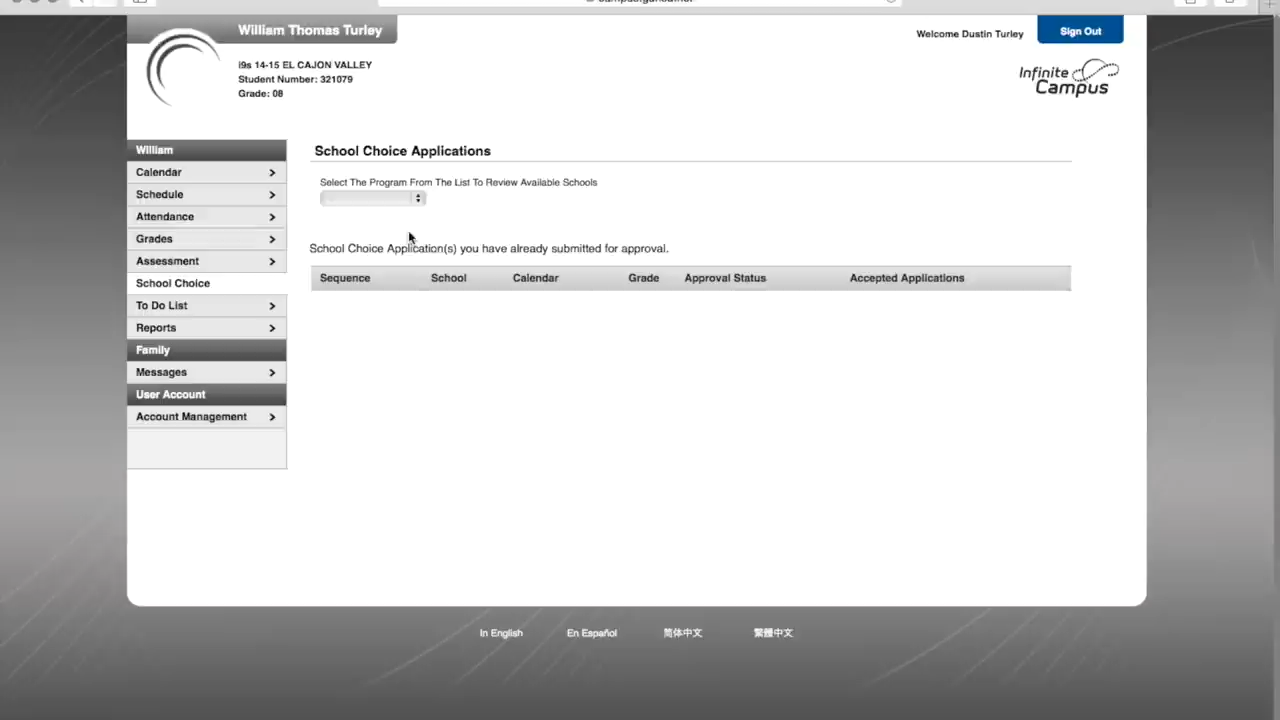 William Thomas Turley
i9s 14-15 EL CAJON VALLEY
Student Number: 321079
Grade: 08
Welcome Dustin Turley
Sign Out
Infinite
Campus
William
Calendar
Schedule
Attendance
Grades
Assessment
School Choice
To Do List
Reports
Family
Messages
User Account
Account Management
School Choice Applications
Select The Program From The List To Review Available Schools
School Choice Application(s) you have already submitted for approval.
Sequence School Calendar Grade Approval Status Accepted Applications
In English En Español 简体中文 繁體中文